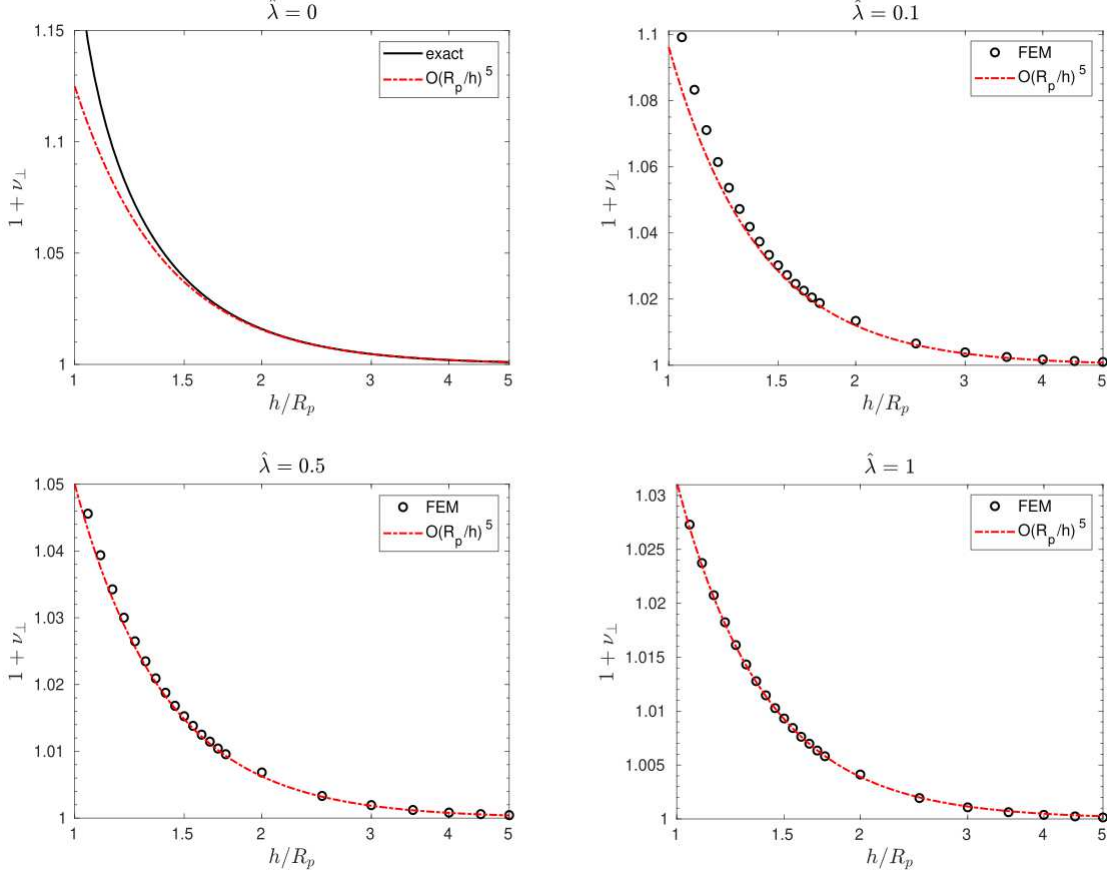 λ̂ = 0
1.15
1.1
1.05
1
1 + ν⊥
exact
O(R_p/h)^5
1 1.5 2 3 4 5
h/R_p
λ̂ = 0.1
1.1
1.08
1.06
1.04
1.02
1
1 + ν⊥
FEM
O(R_p/h)^5
1 1.5 2 3 4 5
h/R_p
λ̂ = 0.5
1.05
1.04
1.03
1.02
1.01
1
1 + ν⊥
FEM
O(R_p/h)^5
1 1.5 2 3 4 5
h/R_p
λ̂ = 1
1.03
1.025
1.02
1.015
1.01
1.005
1
1 + ν⊥
FEM
O(R_p/h)^5
1 1.5 2 3 4 5
h/R_p